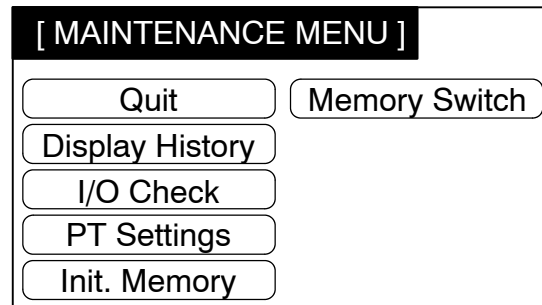 [ MAINTENANCE MENU ]
Quit Memory Switch
Display History
I/O Check
PT Settings
Init. Memory